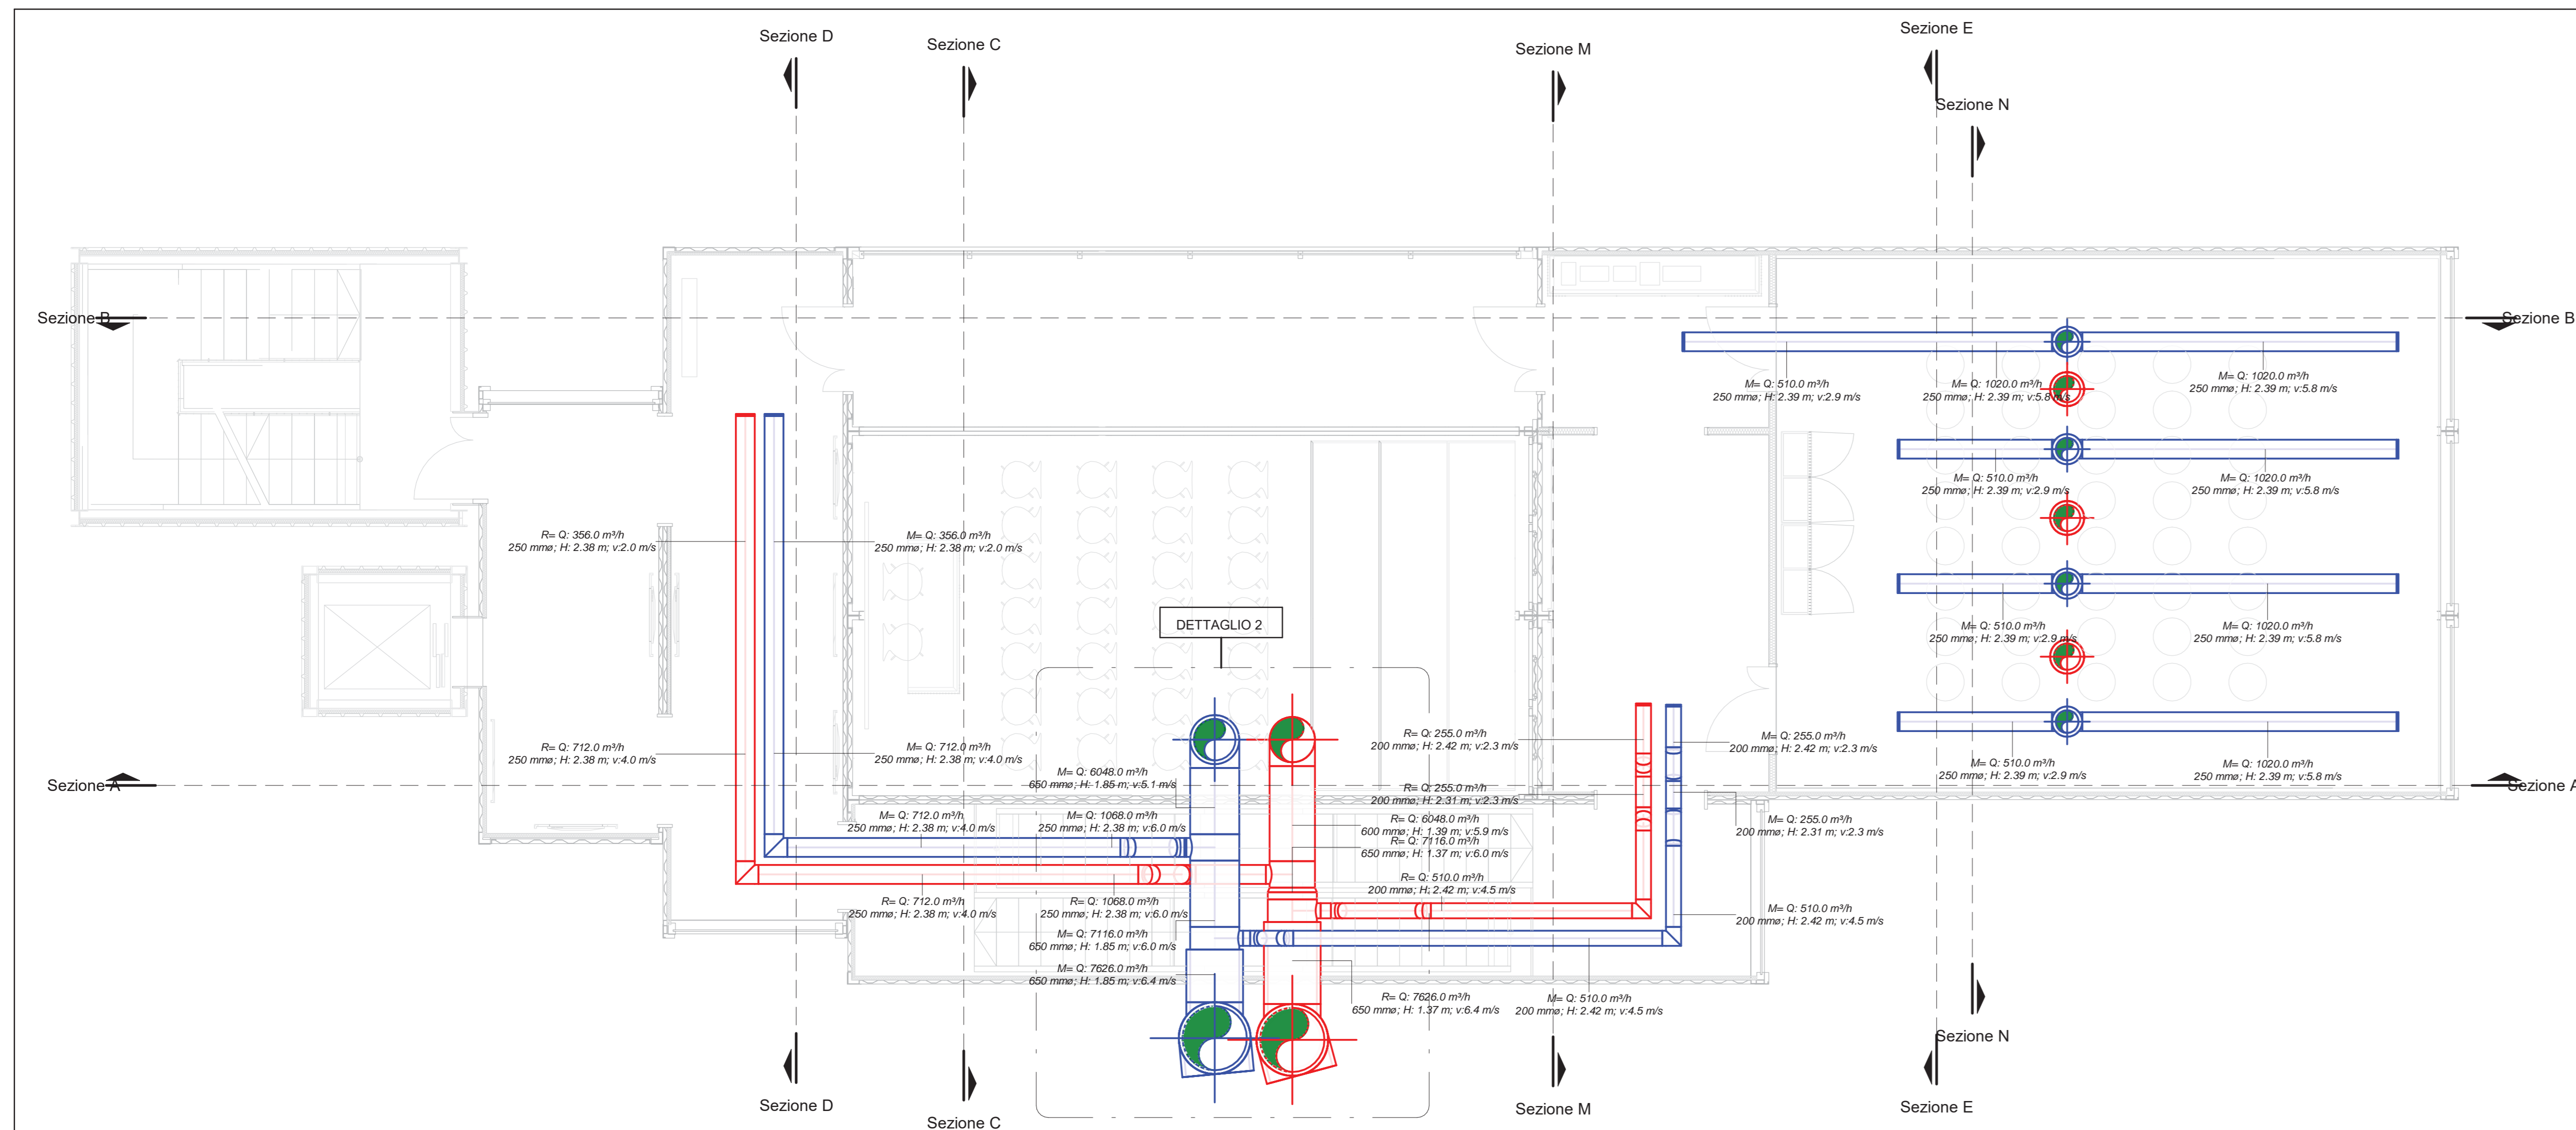 Sezione D
Sezione C
Sezione M
Sezione E
Sezione N
Sezione B
Sezione B
M= Q: 510.0 m³/h
250 mmø; H: 2.39 m; v:2.9 m/s
M= Q: 1020.0 m³/h
250 mmø; H: 2.39 m; v:5.8 m/s
M= Q: 1020.0 m³/h
250 mmø; H: 2.39 m; v:5.8 m/s
M= Q: 510.0 m³/h
250 mmø; H: 2.39 m; v:2.9 m/s
M= Q: 1020.0 m³/h
250 mmø; H: 2.39 m; v:5.8 m/s
R= Q: 356.0 m³/h
250 mmø; H: 2.38 m; v:2.0 m/s
M= Q: 356.0 m³/h
250 mmø; H: 2.38 m; v:2.0 m/s
DETTAGLIO 2
M= Q: 510.0 m³/h
250 mmø; H: 2.39 m; v:2.9 m/s
M= Q: 1020.0 m³/h
250 mmø; H: 2.39 m; v:5.8 m/s
R= Q: 712.0 m³/h
250 mmø; H: 2.38 m; v:4.0 m/s
M= Q: 712.0 m³/h
250 mmø; H: 2.38 m; v:4.0 m/s
R= Q: 255.0 m³/h
200 mmø; H: 2.42 m; v:2.3 m/s
M= Q: 255.0 m³/h
200 mmø; H: 2.42 m; v:2.3 m/s
M= Q: 510.0 m³/h
250 mmø; H: 2.39 m; v:2.9 m/s
M= Q: 1020.0 m³/h
250 mmø; H: 2.39 m; v:5.8 m/s
Sezione A
Sezione A
M= Q: 6048.0 m³/h
650 mmø; H: 1.85 m; v:5.1 m/s
R= Q: 255.0 m³/h
200 mmø; H: 2.31 m; v:2.3 m/s
M= Q: 712.0 m³/h
250 mmø; H: 2.38 m; v:4.0 m/s
M= Q: 1068.0 m³/h
250 mmø; H: 2.38 m; v:6.0 m/s
R= Q: 6048.0 m³/h
600 mmø; H: 1.39 m; v:5.9 m/s
R= Q: 7116.0 m³/h
650 mmø; H: 1.37 m; v:6.0 m/s
M= Q: 255.0 m³/h
200 mmø; H: 2.31 m; v:2.3 m/s
R= Q: 510.0 m³/h
200 mmø; H: 2.42 m; v:4.5 m/s
R= Q: 712.0 m³/h
250 mmø; H: 2.38 m; v:4.0 m/s
R= Q: 1068.0 m³/h
250 mmø; H: 2.38 m; v:6.0 m/s
M= Q: 510.0 m³/h
200 mmø; H: 2.42 m; v:4.5 m/s
M= Q: 7116.0 m³/h
650 mmø; H: 1.85 m; v:6.0 m/s
M= Q: 7626.0 m³/h
650 mmø; H: 1.85 m; v:6.4 m/s
R= Q: 7626.0 m³/h
650 mmø; H: 1.37 m; v:6.4 m/s
M= Q: 510.0 m³/h
200 mmø; H: 2.42 m; v:4.5 m/s
Sezione N
Sezione D
Sezione C
Sezione M
Sezione E